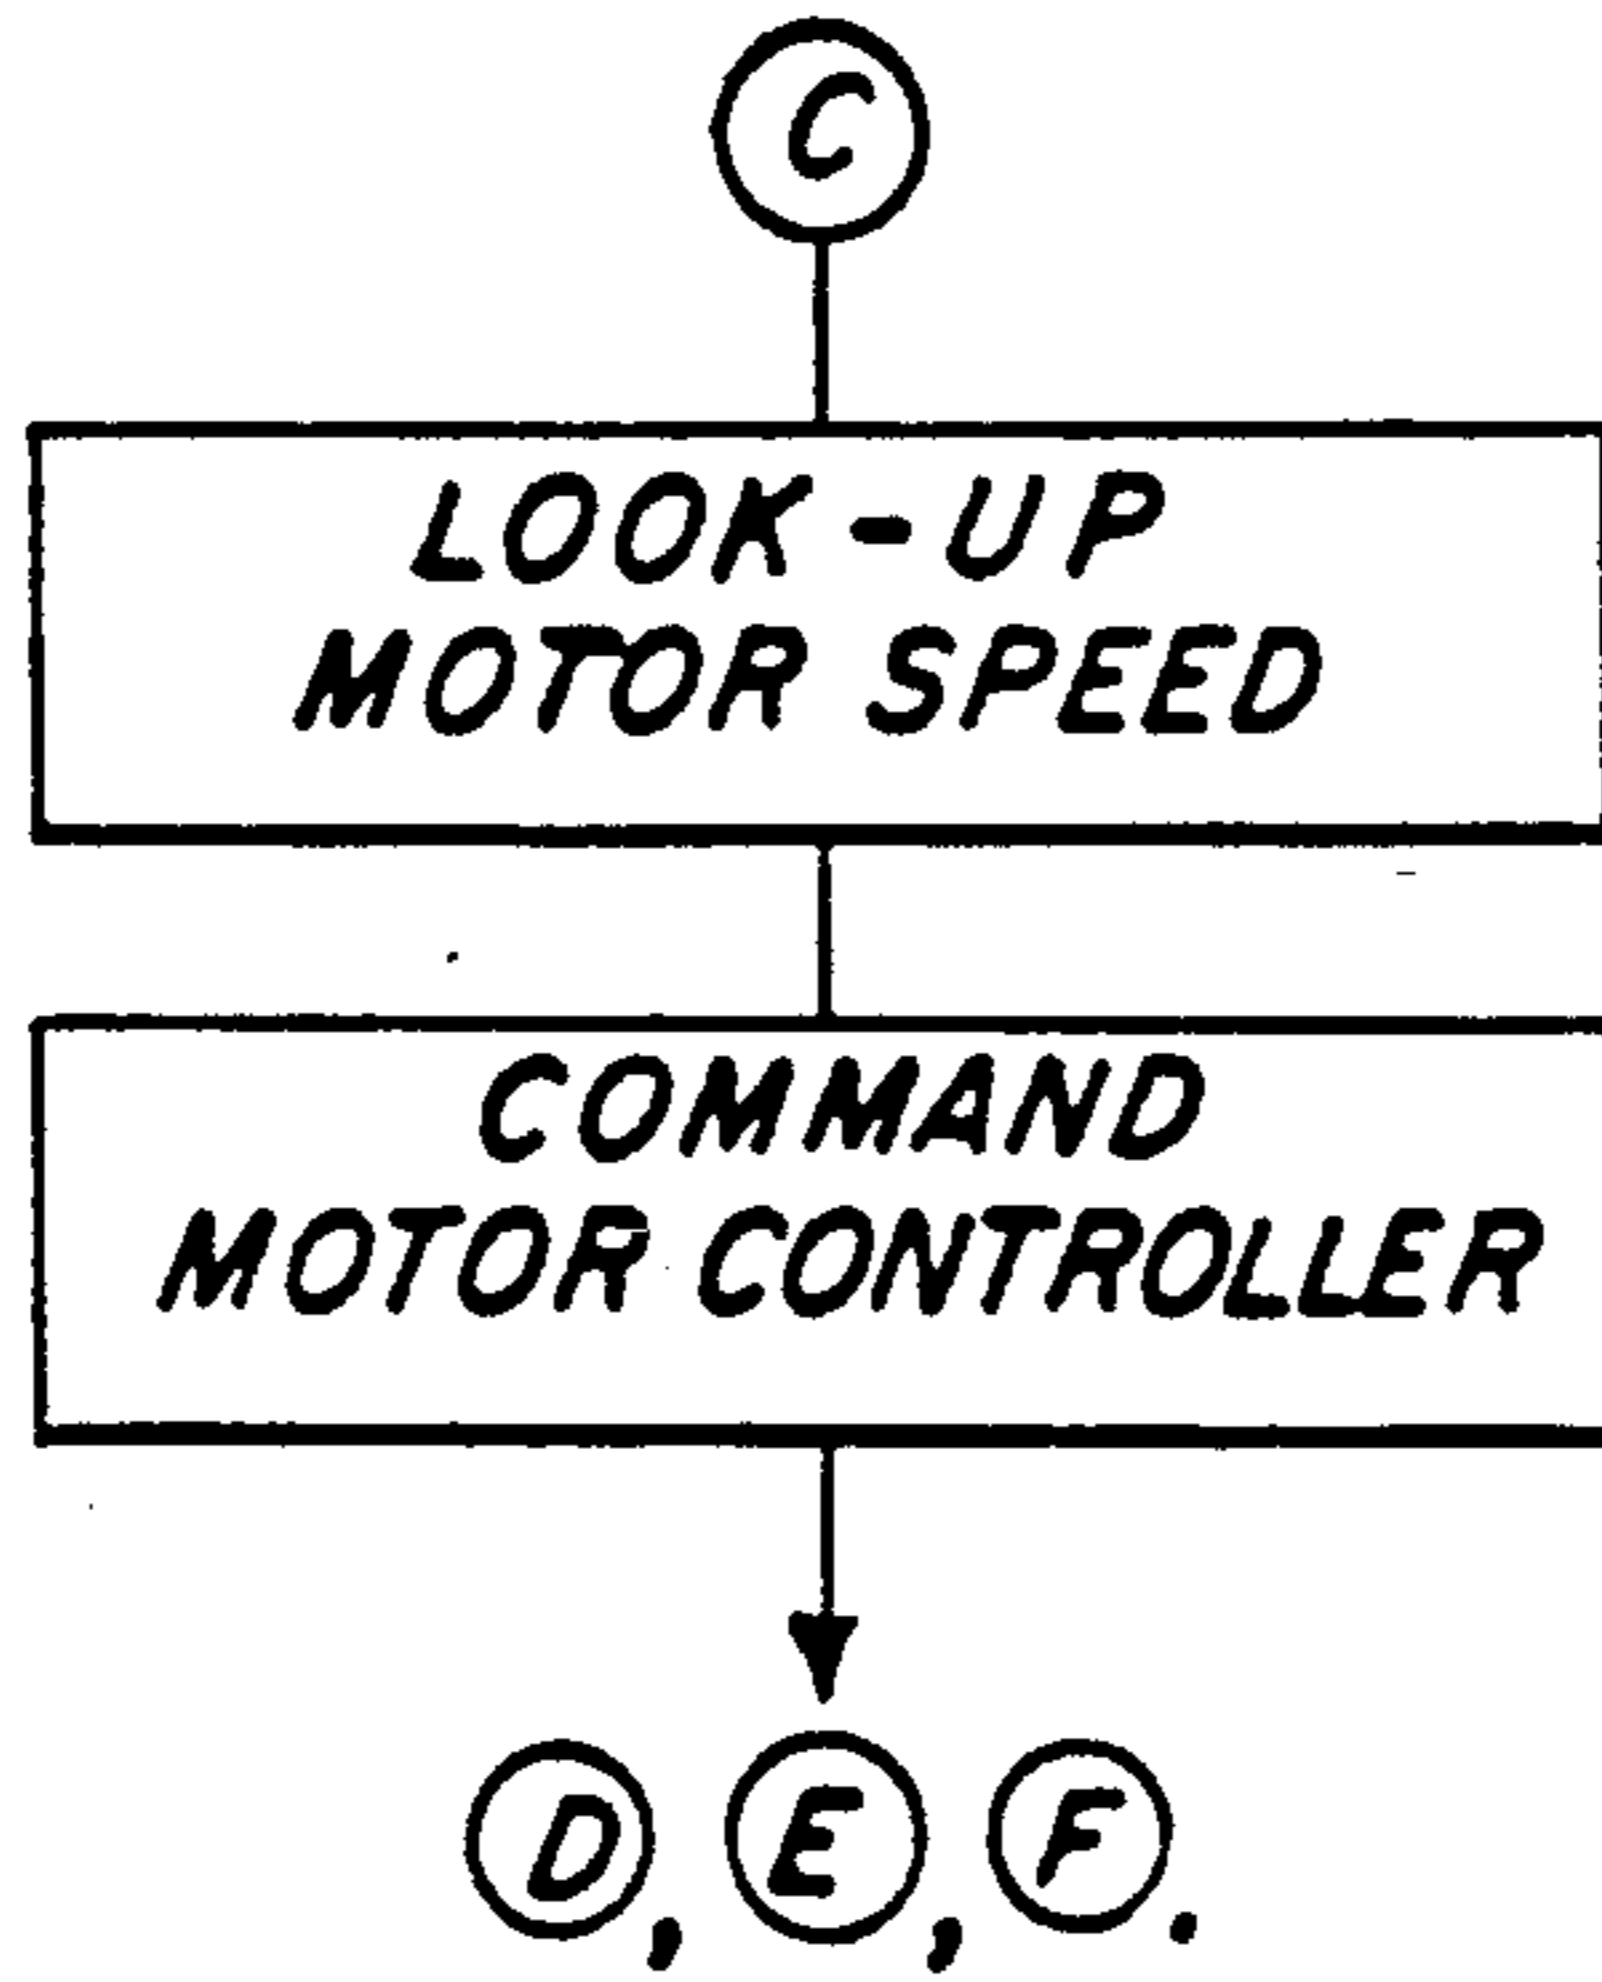 C
LOOK-UP
MOTOR SPEED
COMMAND
MOTOR CONTROLLER
D, E, F.